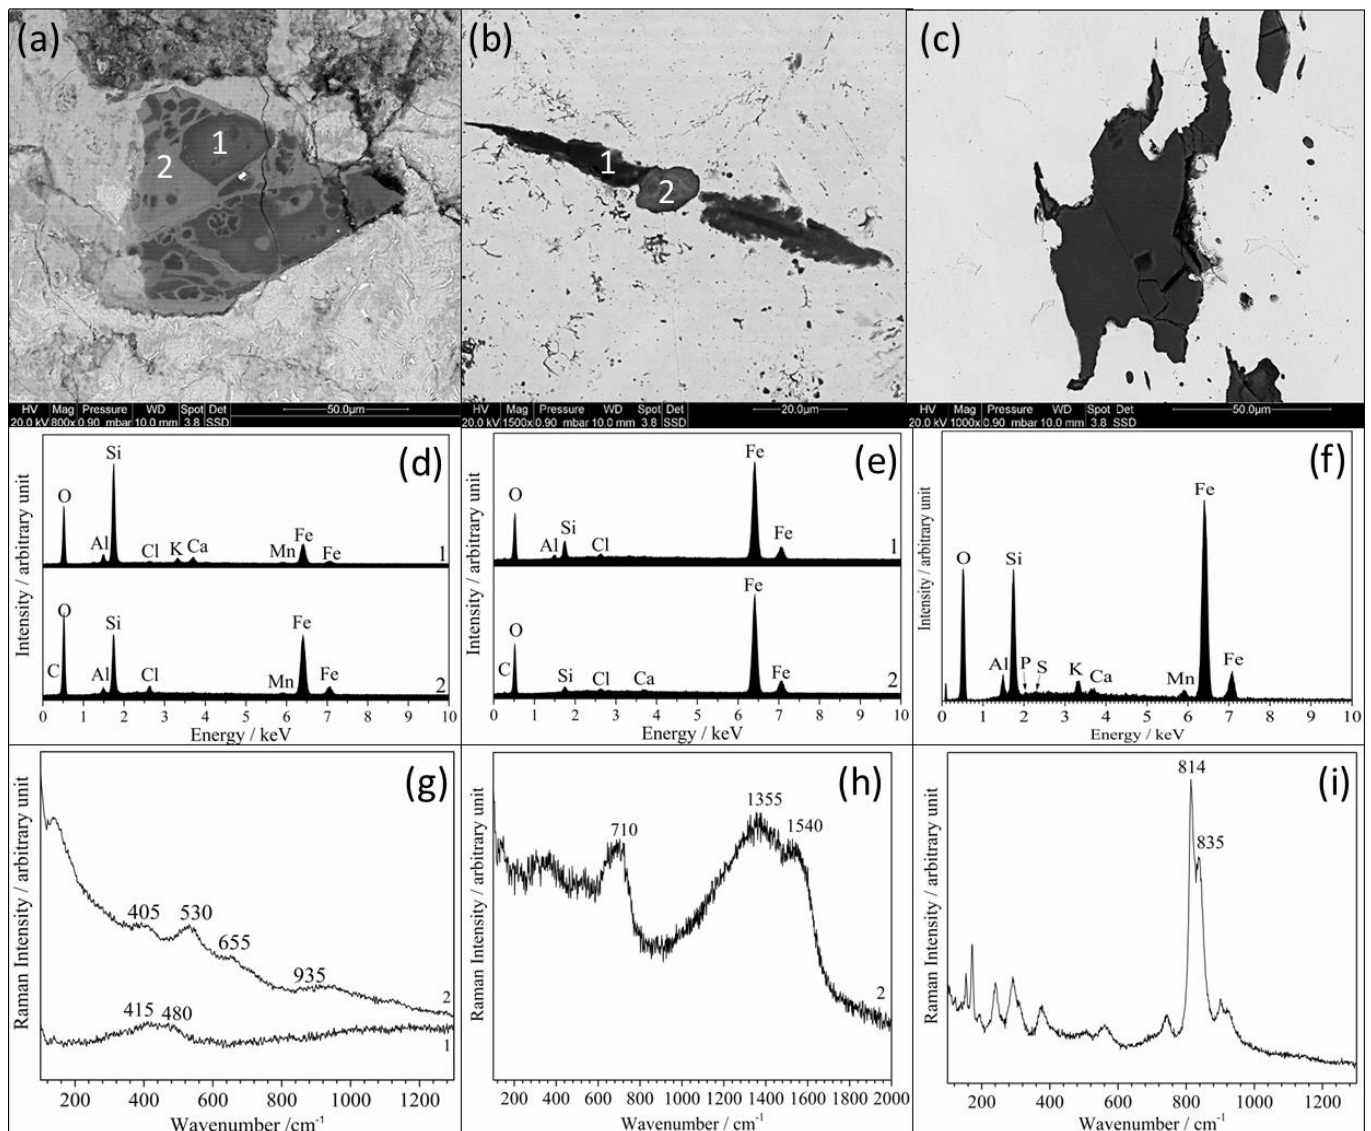 (a)
1
2
HV Mag Pressure WD Spot Det 50.0µm
20.0 kV 800x 0.90 mbar 10.0 mm 3.8 SSD
(b)
1
2
HV Mag Pressure WD Spot Det 20.0µm
20.0 kV 1500x 0.90 mbar 10.0 mm 3.8 SSD
(c)
HV Mag Pressure WD Spot Det 50.0µm
20.0 kV 1000x 0.90 mbar 10.0 mm 3.8 SSD
(d)
Intensity / arbitrary unit
O Al Si Cl K Ca Mn Fe Fe 1
C O Al Si Cl Mn Fe Fe 2
0 1 2 3 4 5 6 7 8 9 10
Energy / keV
(e)
Intensity / arbitrary unit
O Al Si Cl Fe Fe 1
C O Si Cl Ca Fe Fe 2
0 1 2 3 4 5 6 7 8 9 10
Energy / keV
(f)
Intensity / arbitrary unit
O Al Si P S K Ca Mn Fe Fe
0 1 2 3 4 5 6 7 8 9 10
Energy / keV
(g)
Raman Intensity / arbitrary unit
405 530 655 935 2
415 480 1
200 400 600 800 1000 1200
Wavenumber /cm-1
(h)
Raman Intensity / arbitrary unit
710 1355 1540
2
200 400 600 800 1000 1200 1400 1600 1800 2000
Wavenumber / cm-1
(i)
Raman Intensity / arbitrary unit
814
835
200 400 600 800 1000 1200
Wavenumber / cm-1